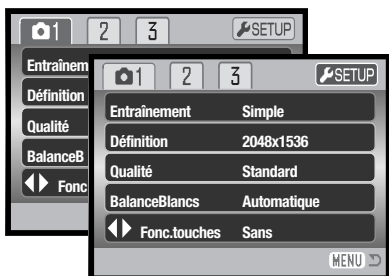 1 2 3 SETUP
Entraînem
Définition
Qualité
BalanceB
Fonc
1 2 3 SETUP
Entraînement Simple
Définition 2048x1536
Qualité Standard
BalanceBlancs Automatique
Fonc.touches Sans
MENU